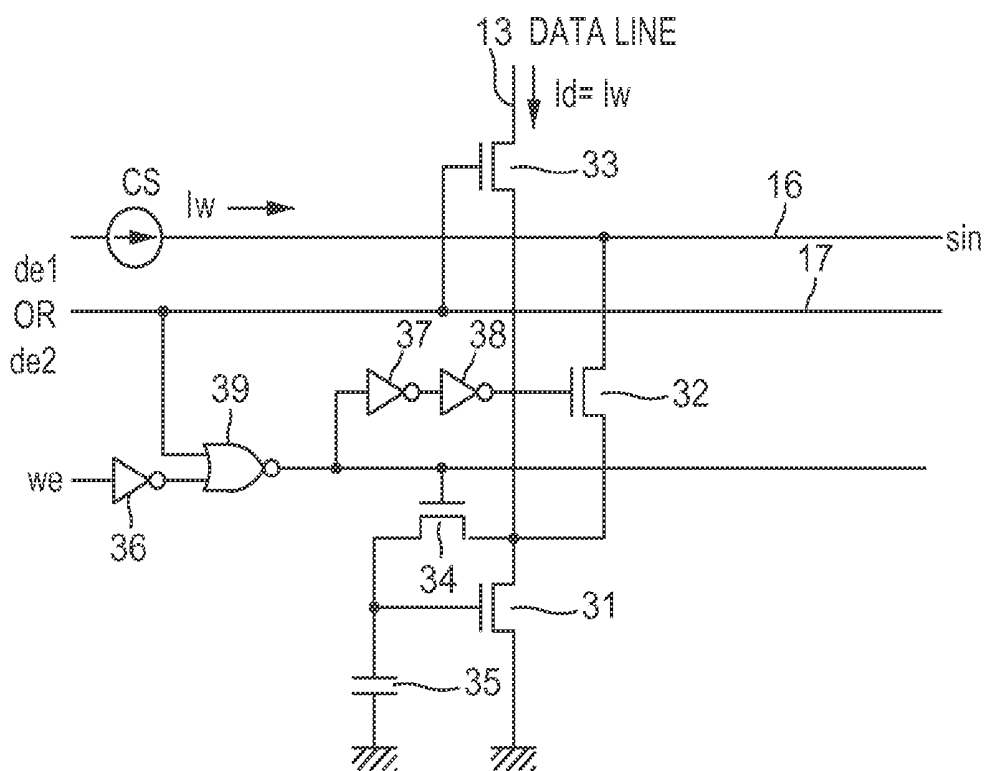 13 DATA LINE
Id= Iw
33
CS
Iw
16
sin
de1
17
OR
de2
37
38
39
32
we
36
34
31
35